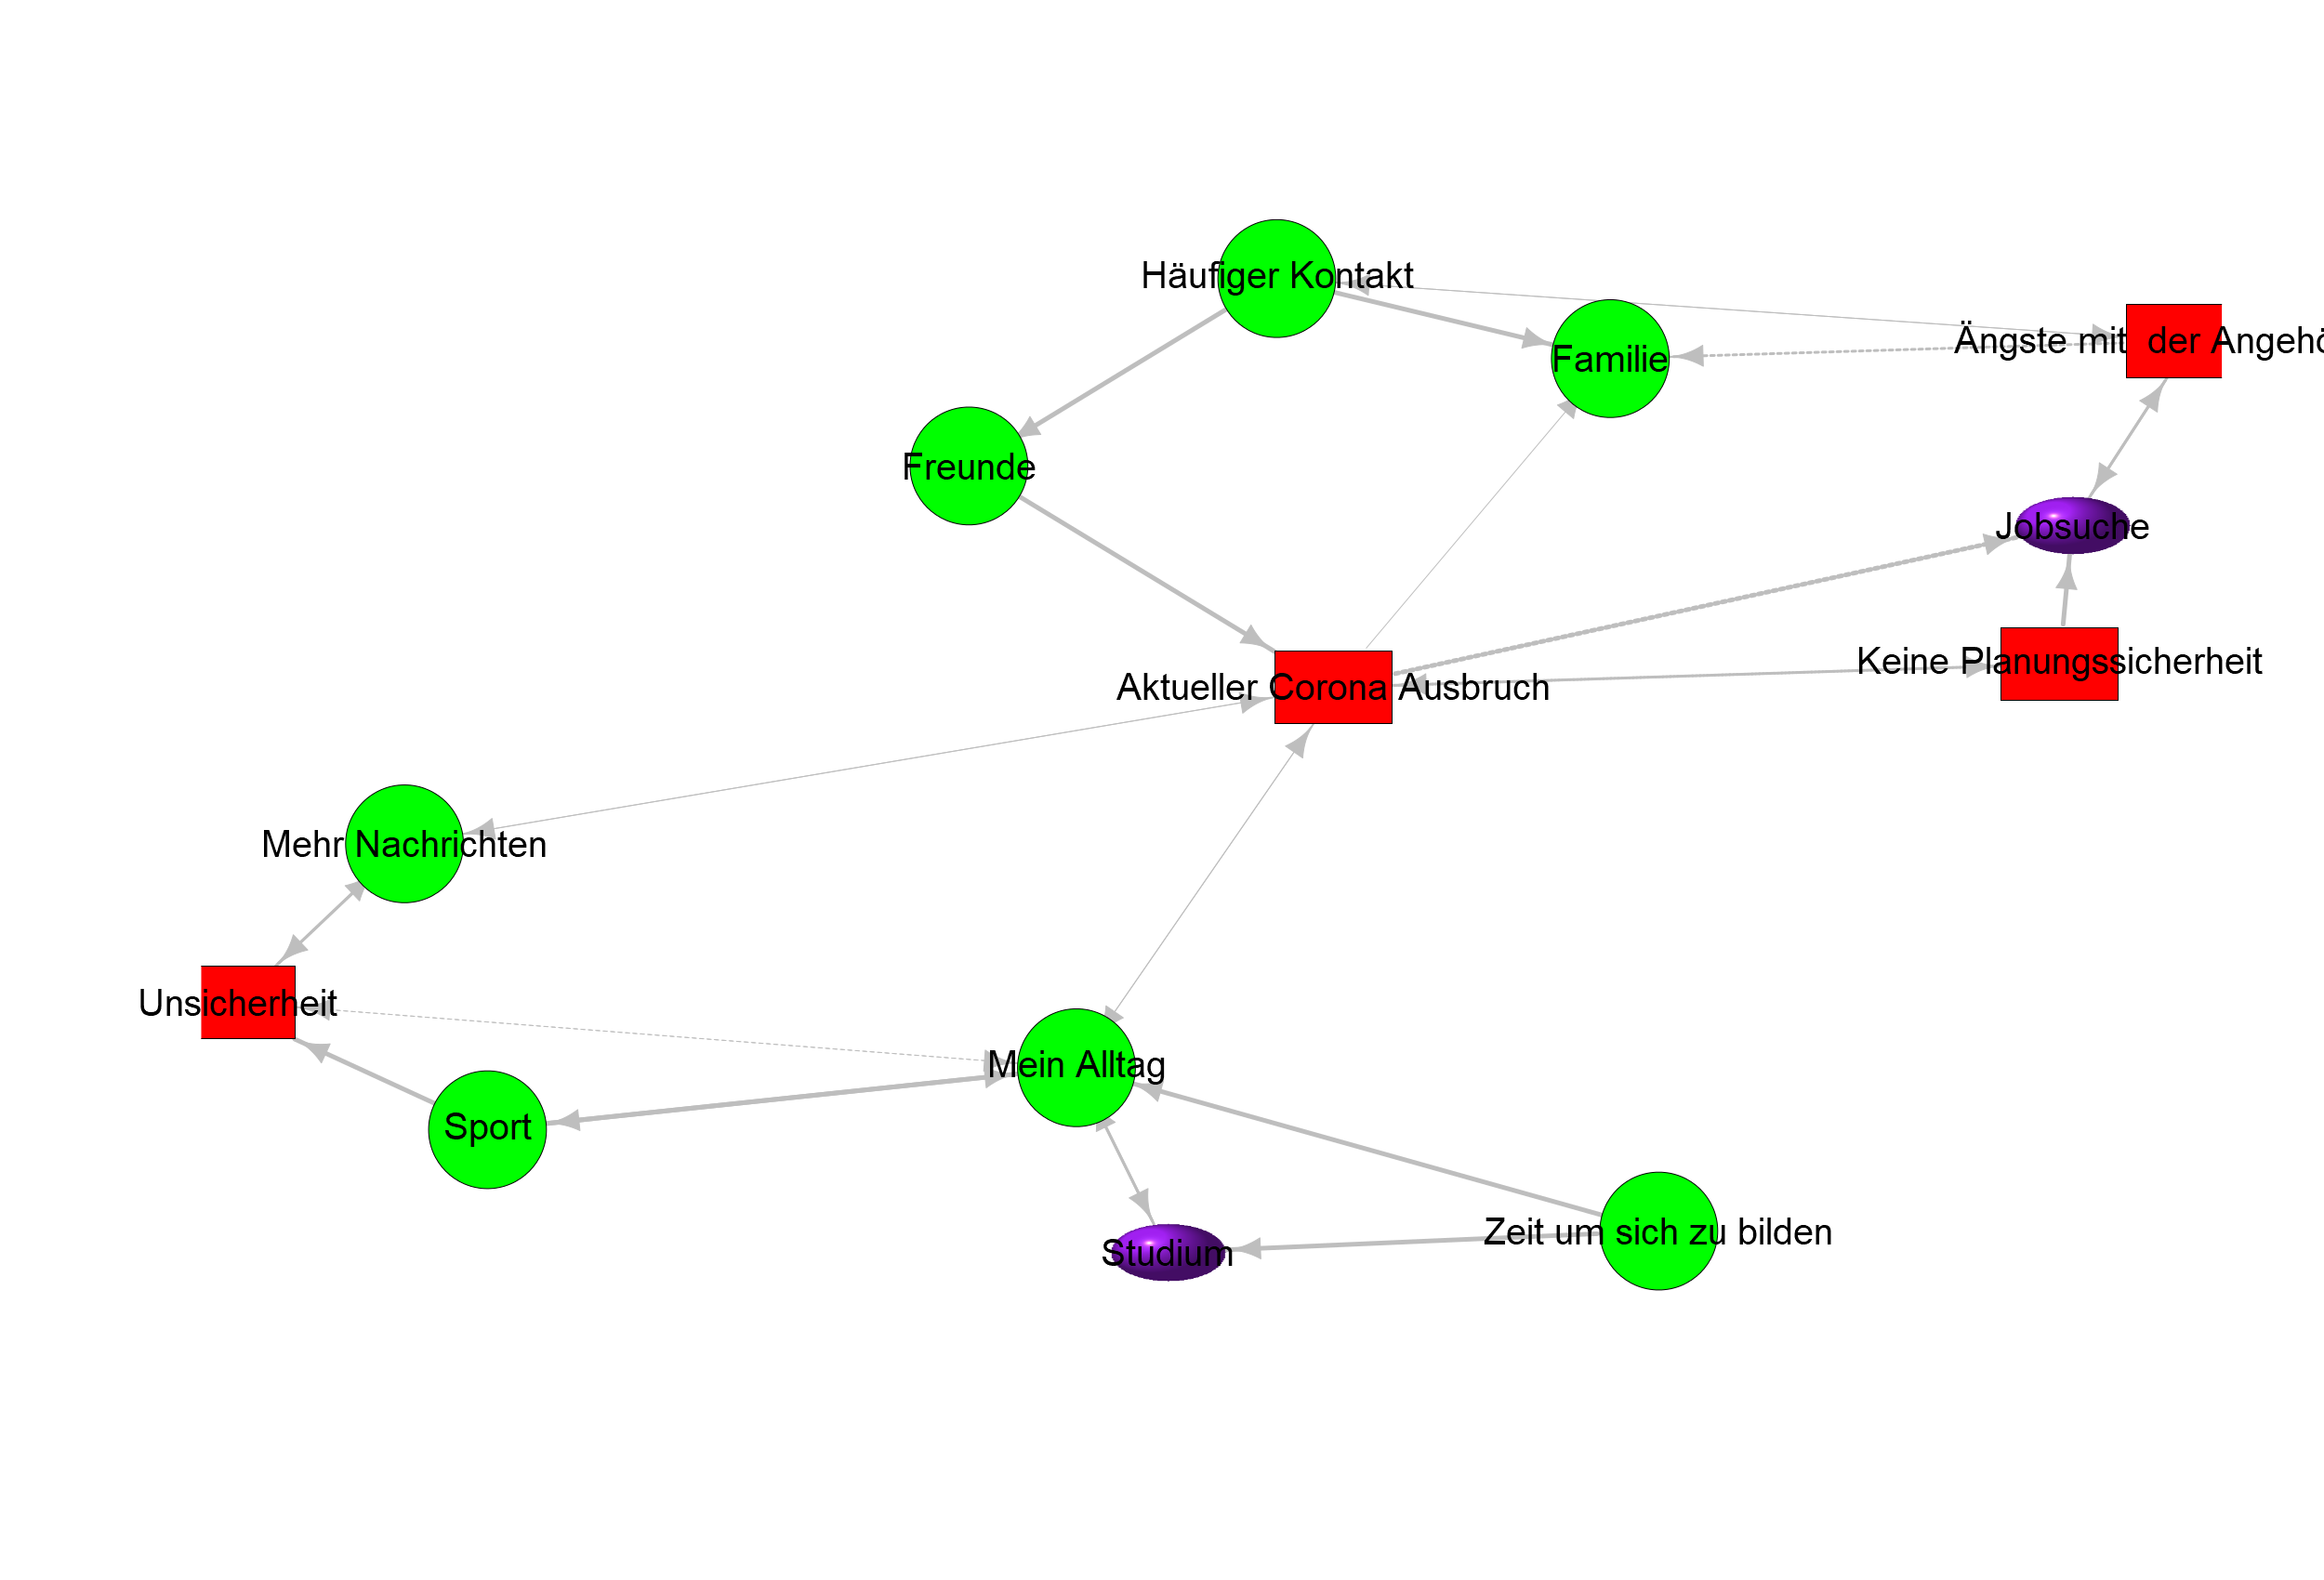 Häufiger Kontakt
Ängste mit der
Familie
Freunde
Jobsuche
Keine Planungssicherheit
Aktueller Corona Ausbruch
Mehr Nachrichten
Unsicherheit
Mein Alltag
Sport
Zeit um sich zu bilden
Studium